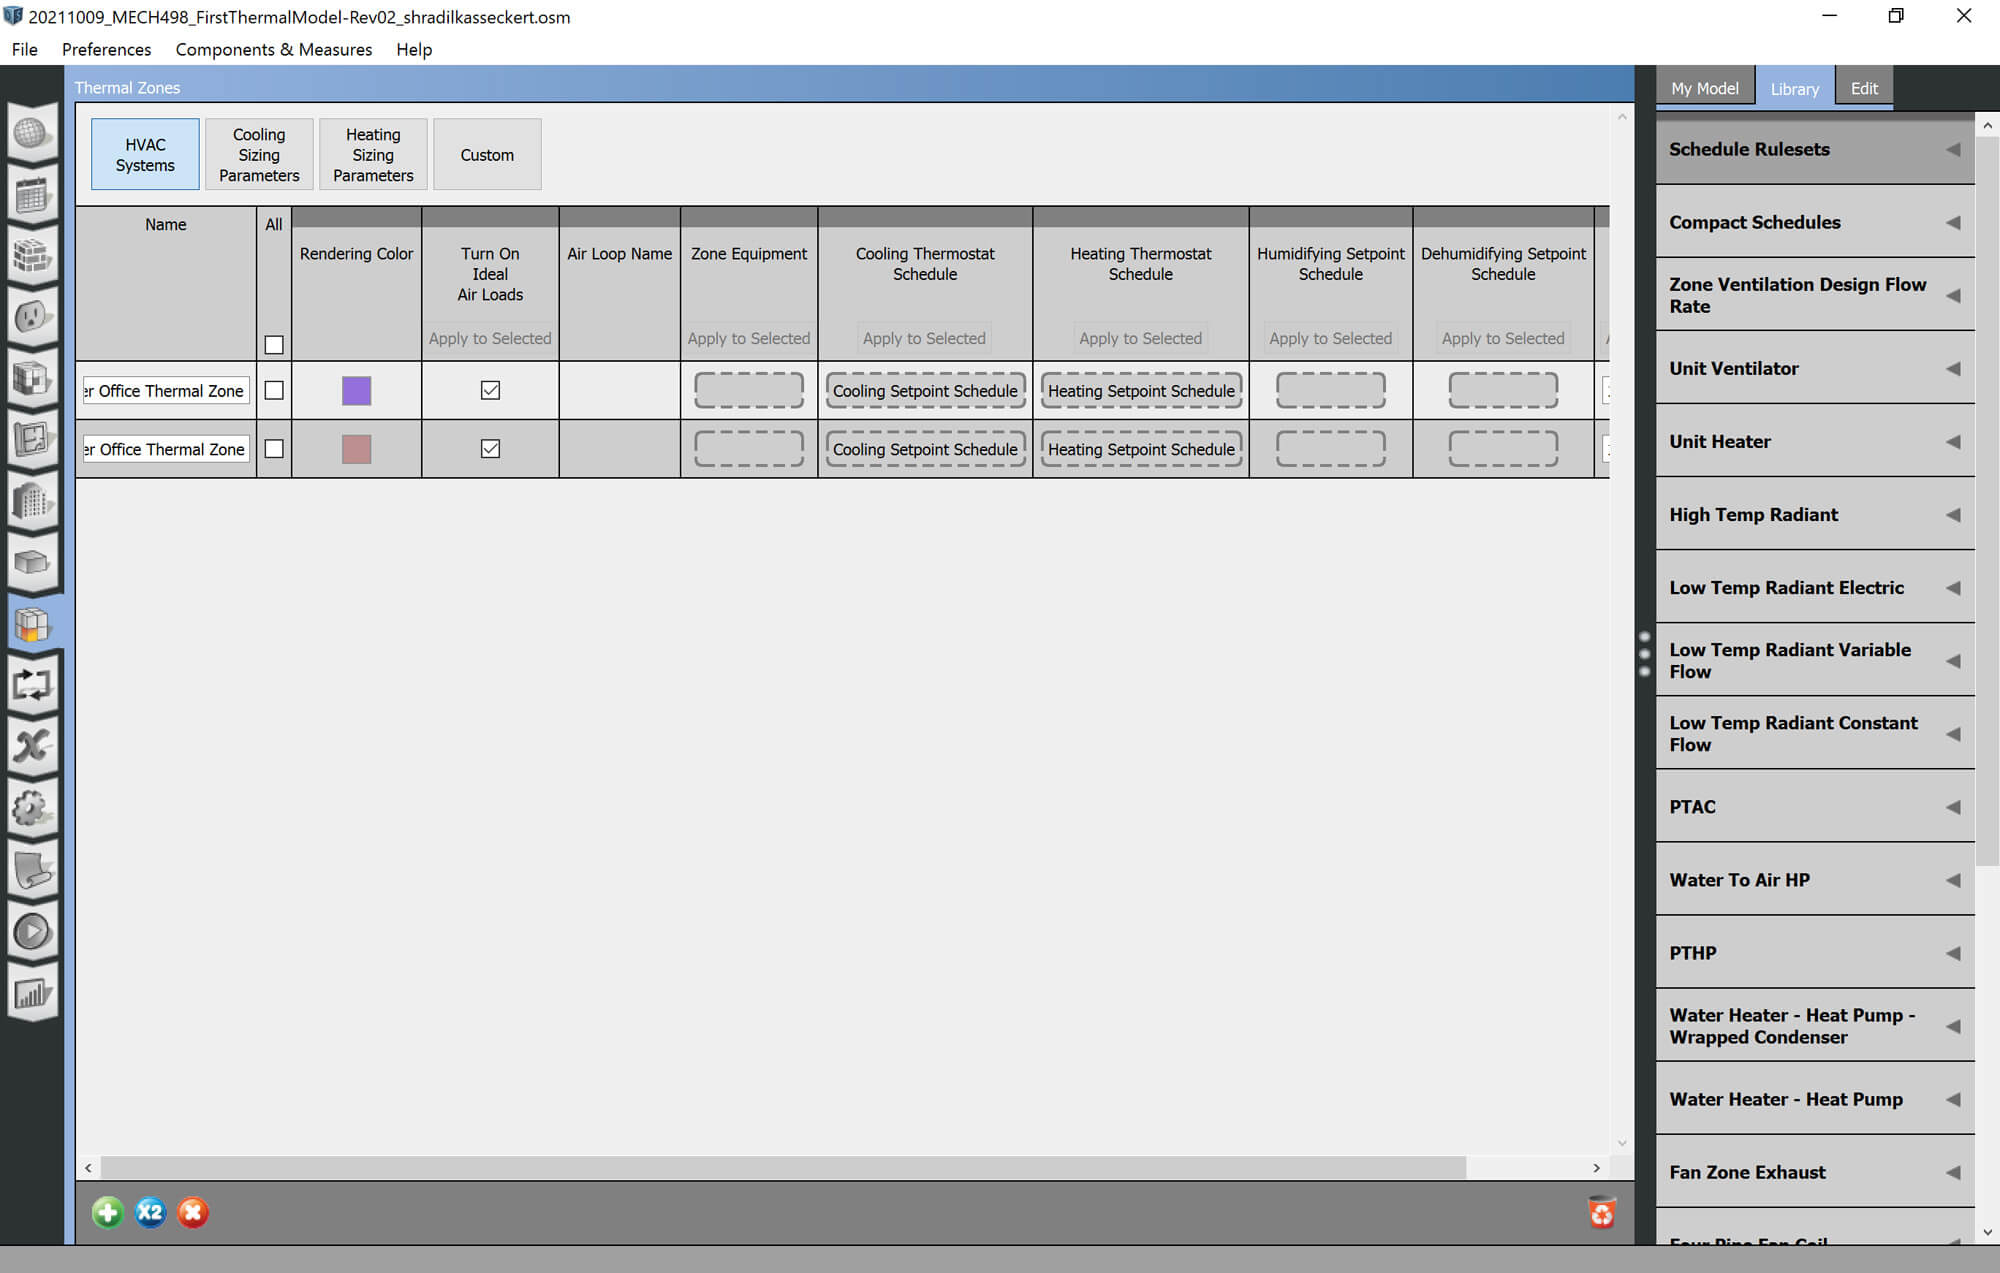 20211009_MECH498_FirstThermalModel-Rev02_shradilkasseckert.osm
File Preferences Components & Measures Help
Thermal Zones
My Model Library Edit
HVAC
Systems
Cooling
Sizing
Parameters
Heating
Sizing
Parameters
Custom
Name
All
Rendering Color
Turn On
Ideal
Air Loads
Apply to Selected
Air Loop Name
Zone Equipment
Apply to Selected
Cooling Thermostat
Schedule
Apply to Selected
Heating Thermostat
Schedule
Apply to Selected
Humidifying Setpoint
Schedule
Apply to Selected
Dehumidifying Setpoint
Schedule
Apply to Selected
er Office Thermal Zone Cooling Setpoint Schedule Heating Setpoint Schedule
er Office Thermal Zone Cooling Setpoint Schedule Heating Setpoint Schedule
X2
Schedule Rulesets
Compact Schedules
Zone Ventilation Design Flow
Rate
Unit Ventilator
Unit Heater
High Temp Radiant
Low Temp Radiant Electric
Low Temp Radiant Variable
Flow
Low Temp Radiant Constant
Flow
PTAC
Water To Air HP
PTHP
Water Heater - Heat Pump -
Wrapped Condenser
Water Heater - Heat Pump
Fan Zone Exhaust
Four Pipe Fan Coil